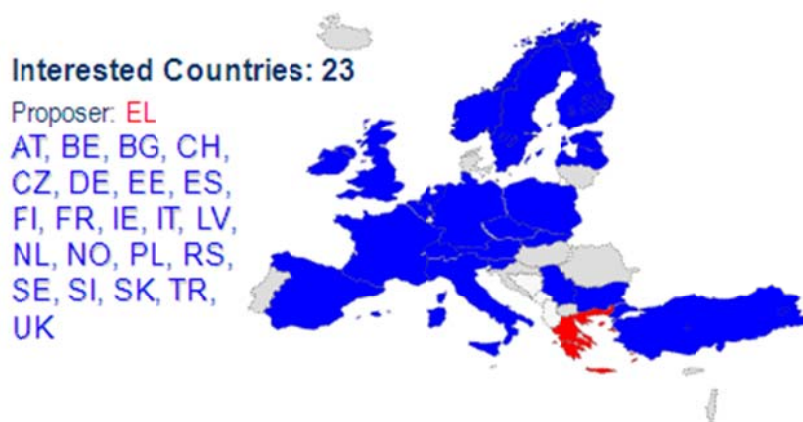 Interested Countries: 23
Proposer: EL
AT, BE, BG, CH,
CZ, DE, EE, ES,
FI, FR, IE, IT, LV,
NL, NO, PL, RS,
SE, SI, SK, TR,
UK